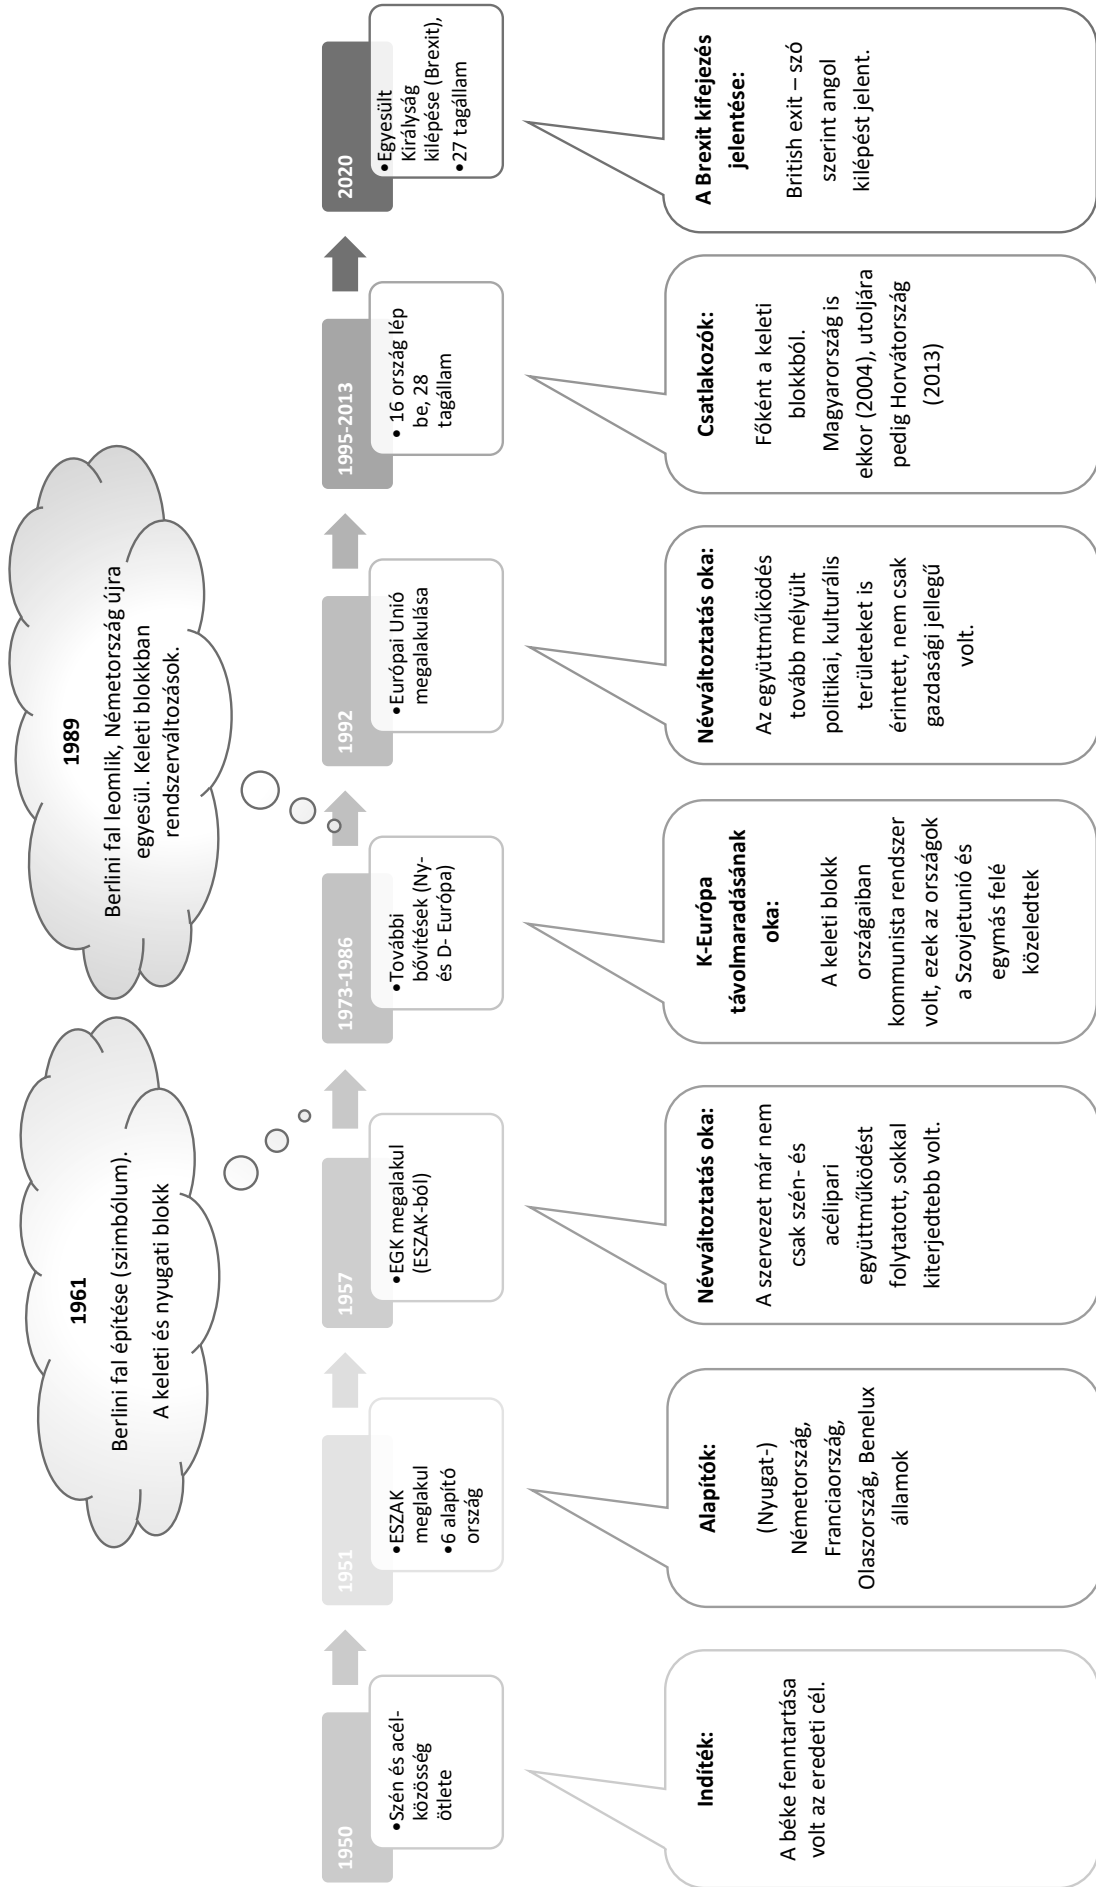 1961
Berlini fal építése (szimbólum).
A keleti és nyugati blokk
1989
Berlini fal leomlik, Németország újra
egyesül. Keleti blokkban
rendszerváltozások.
1950
•Szén és acél-
közösség
ötlete
1951
•ESZAK
meglakul
•6 alapító
ország
1957
•EGK megalakul
(ESZAK-ból)
1973-1986
•További
bővítések (Ny-
és D- Európa)
1992
•Európai Unió
megalakulása
1995-2013
• 16 ország lép
be, 28
tagállam
2020
•Egyesült
Királyság
kilépése (Brexit),
•27 tagállam
Indíték:
A béke fenntartása
volt az eredeti cél.
Alapítók:
(Nyugat-)
Németország,
Franciaország,
Olaszország, Benelux
államok
Névváltoztatás oka:
A szervezet már nem
csak szén- és
acélipari
együttműködést
folytatott, sokkal
kiterjedtebb volt.
K-Európa
távolmaradásának
oka:
A keleti blokk
országaiban
kommunista rendszer
volt, ezek az országok
a Szovjetunió és
egymás felé
közeledtek
Névváltoztatás oka:
Az együttműködés
tovább mélyült
politikai, kulturális
területeket is
érintett, nem csak
gazdasági jellegű
volt.
Csatlakozók:
Főként a keleti
blokkból.
Magyarország is
ekkor (2004), utoljára
pedig Horvátország
(2013)
A Brexit kifejezés
jelentése:
British exit – szó
szerint angol
kilépést jelent.